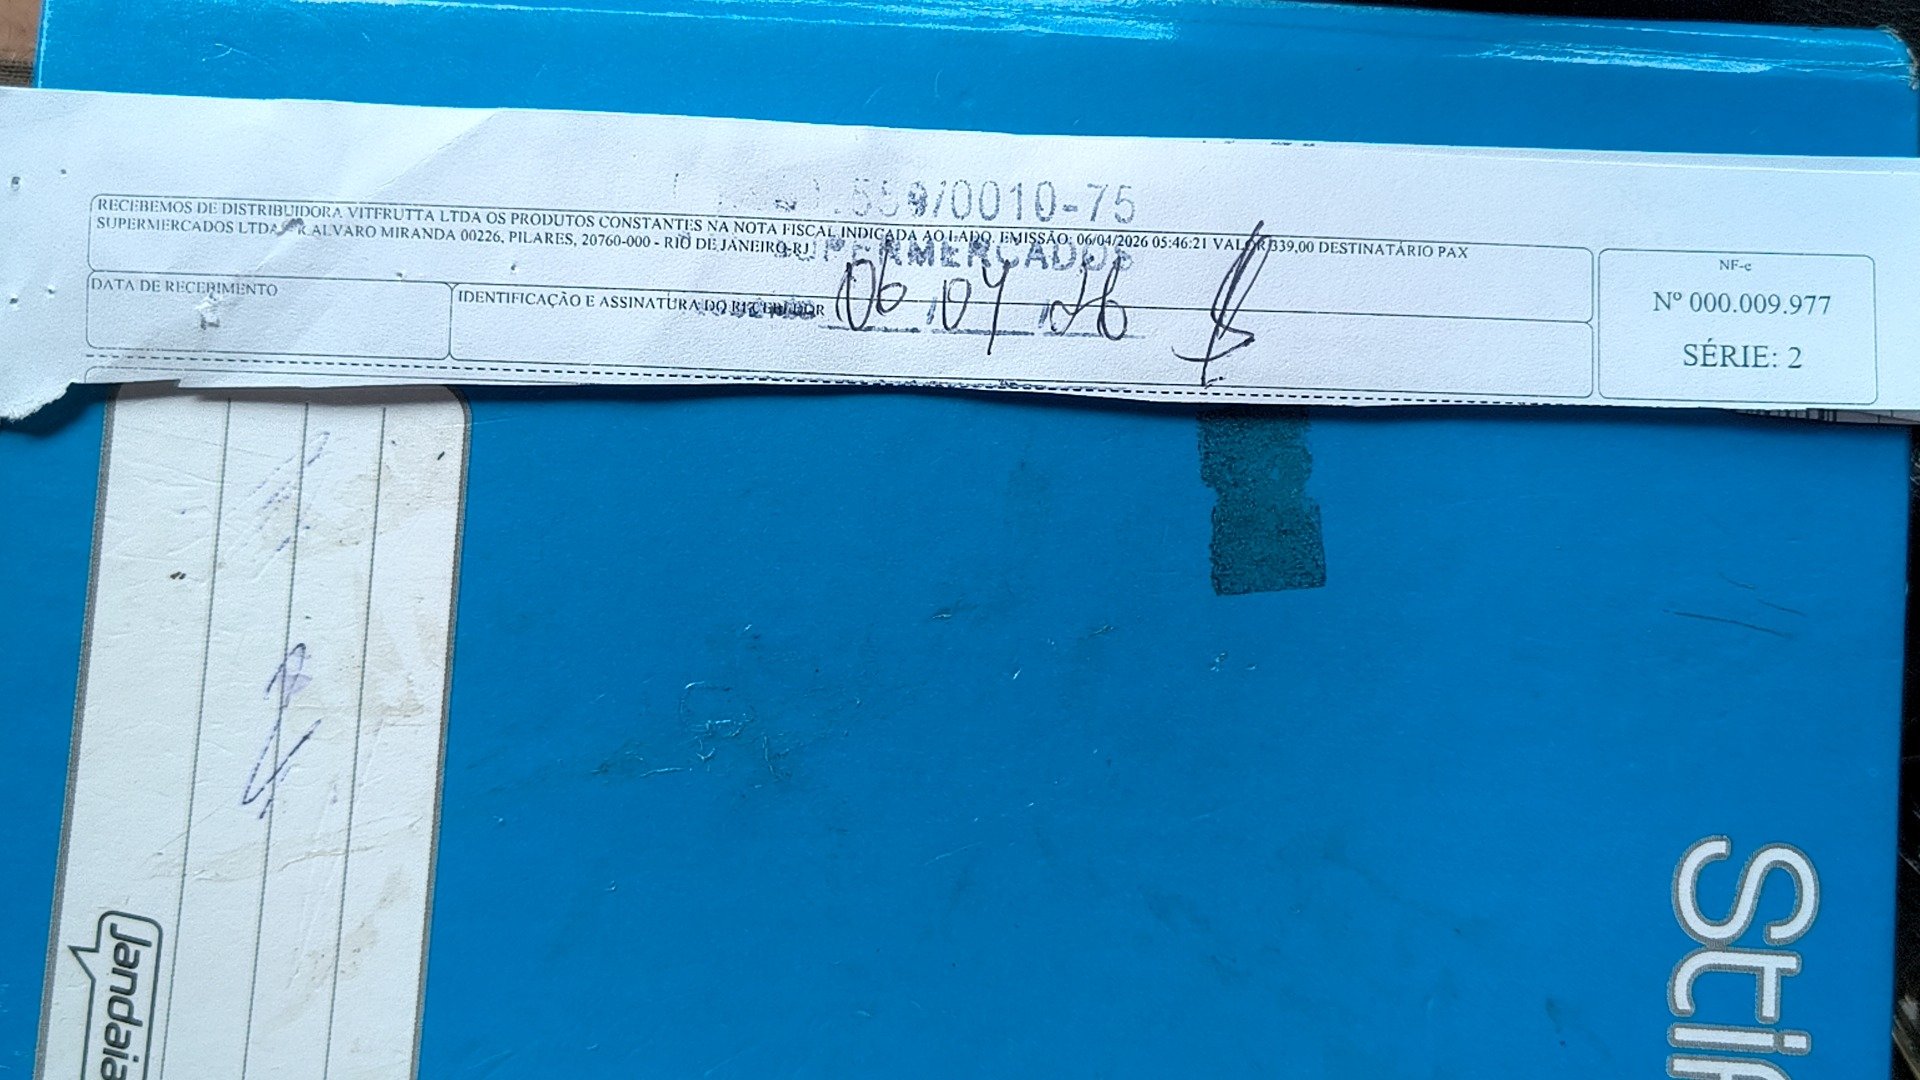 559/0010-75
RECEBEMOS DE DISTRIBUIDORA VITFRUTTA LTDA OS PRODUTOS CONSTANTES NA NOTA FISCAL INDICADA AO LADO. EMISSÃO: 06/04/2026 05:46:21 VALOR 339,00 DESTINATÁRIO PAX
SUPERMERCADOS LTDA R ALVARO MIRANDA 00226, PILARES, 20760-000 - RIO DE JANEIRO-RJ
SUPERMERCADOS
DATA DE RECEBIMENTO
IDENTIFICAÇÃO E ASSINATURA DO RECEBEDOR
06/04/26
NF-e
Nº 000.009.977
SÉRIE: 2
Jandaia
Sti